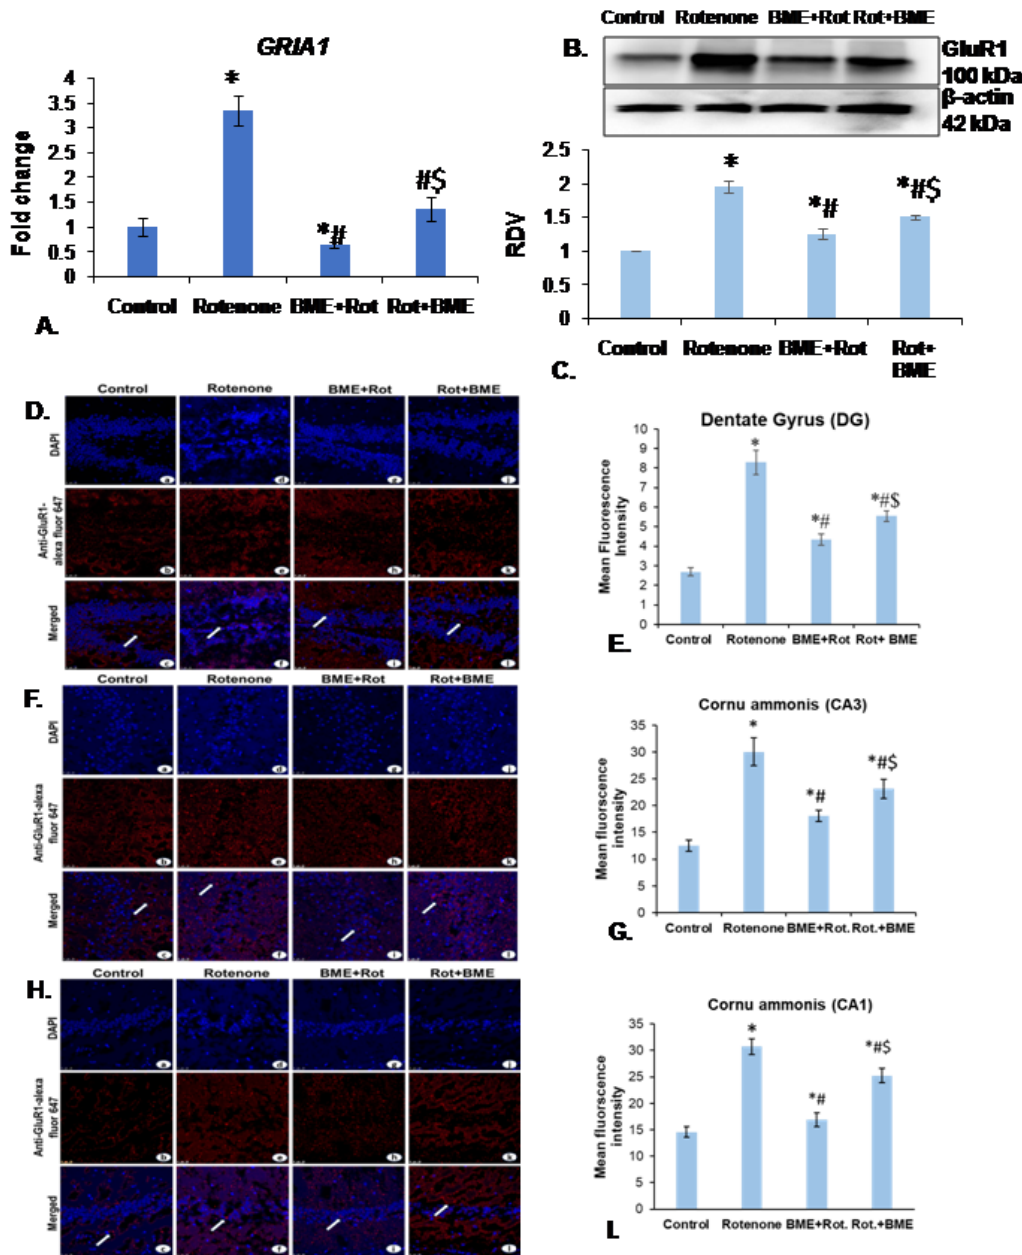 GRIA1
Fold change
4
3.5
3
2.5
2
1.5
1
0.5
0
*
*#
#$
Control Rotenone BME+Rot Rot+BME
A.
Control Rotenone BME+Rot Rot+BME
B.
GluR1
100 kDa
β-actin
42 kDa
RDV
2.5
2
1.5
1
0.5
0
*
*#
*#$
Control Rotenone BME+Rot Rot+
BME
C.
D.
Control Rotenone BME+Rot Rot+BME
DAPI
a d g j
Anti-GluR1-
alexa fluor 647
b e h k
Merged
c f i l
Dentate Gyrus (DG)
Mean Fluorescence
Intensity
10
9
8
7
6
5
4
3
2
1
0
*
*#
*#$
Control Rotenone BME+Rot Rot+ BME
E.
F.
Control Rotenone BME+Rot Rot+BME
DAPI
a d g j
Anti-GluR1-alexa
fluor 647
b e h k
Merged
c f i l
Cornu ammonis (CA3)
Mean fluorscence
intensity
35
30
25
20
15
10
5
0
*
*#
*#$
Control Rotenone BME+Rot. Rot.+BME
G.
H.
Control Rotenone BME+Rot Rot+BME
DAPI
a d g j
Anti-GluR1-alexa
fluor 647
b e h k
Merged
c f i l
Cornu ammonis (CA1)
Mean fluorescence
intensity
35
30
25
20
15
10
5
0
*
*#
*#$
Control Rotenone BME+Rot. Rot.+BME
I.